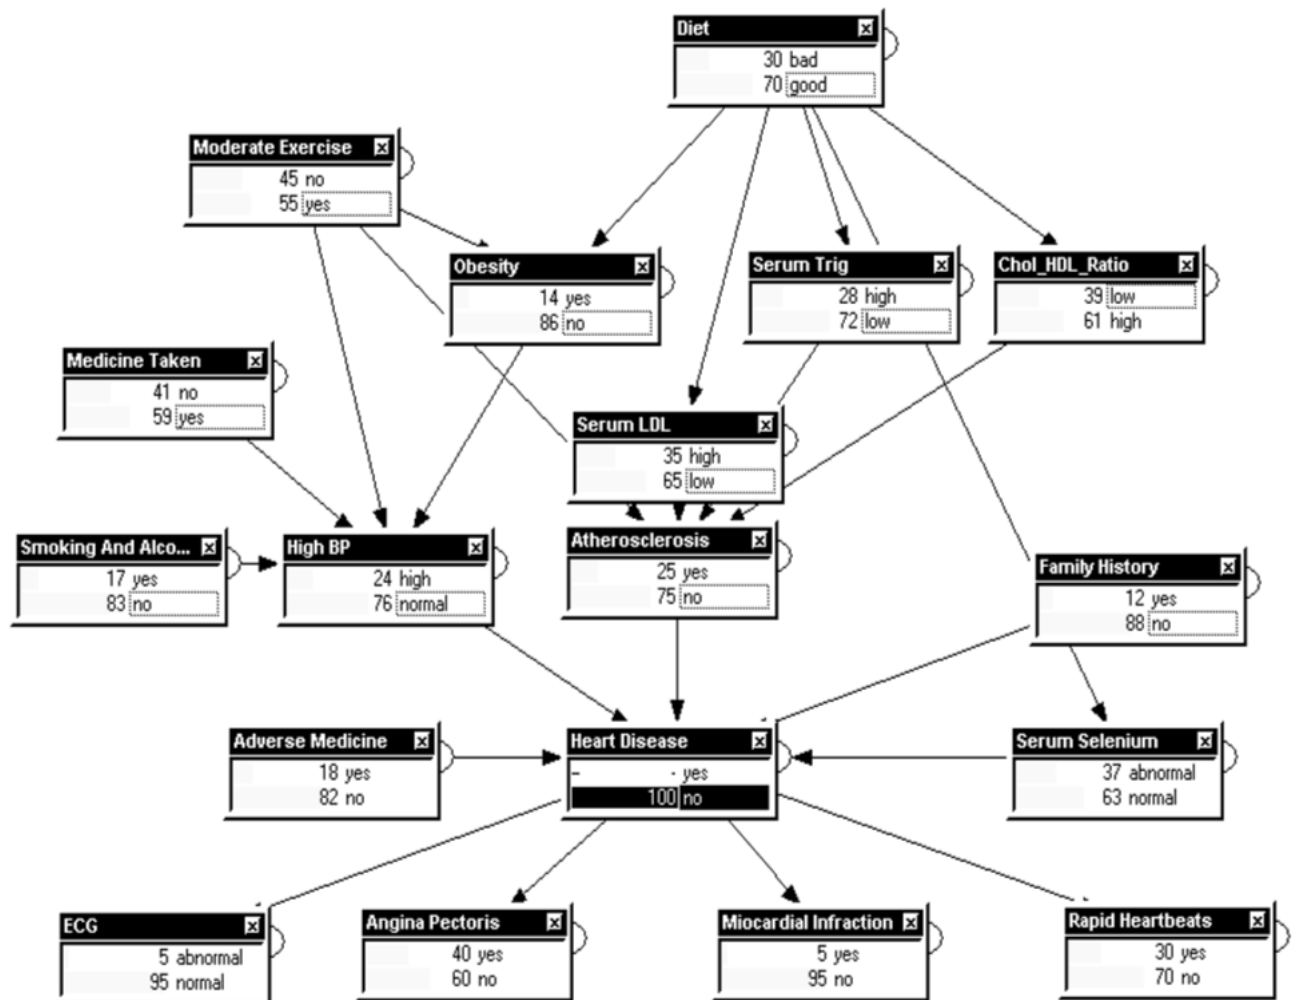 Diet
30 bad
70 good
Moderate Exercise
45 no
55 yes
Obesity
14 yes
86 no
Serum Trig
28 high
72 low
Chol_HDL_Ratio
39 low
61 high
Medicine Taken
41 no
59 yes
Serum LDL
35 high
65 low
Smoking And Alco...
17 yes
83 no
High BP
24 high
76 normal
Atherosclerosis
25 yes
75 no
Family History
12 yes
88 no
Adverse Medicine
18 yes
82 no
Heart Disease
- - yes
100 no
Serum Selenium
37 abnormal
63 normal
ECG
5 abnormal
95 normal
Angina Pectoris
40 yes
60 no
Miocardial Infraction
5 yes
95 no
Rapid Heartbeats
30 yes
70 no